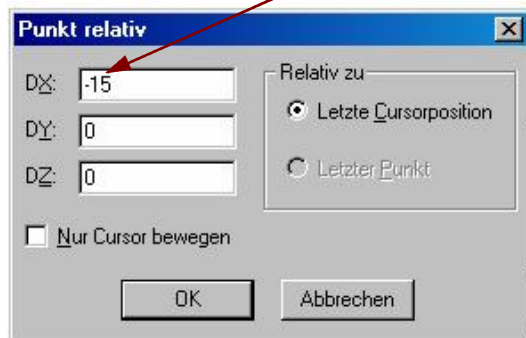 Punkt relativ
DX: -15
DY: 0
DZ: 0
Relativ zu
Letzte Cursorposition
Letzter Punkt
Nur Cursor bewegen
OK
Abbrechen